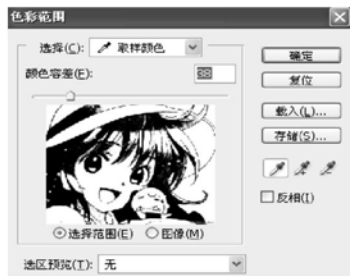 色彩范围
选择(C): 取样颜色
确定
颜色容差(E): 38
复位
载入(L)...
存储(S)...
反相(I)
选择范围(E) 图像(M)
选区预览(T): 无